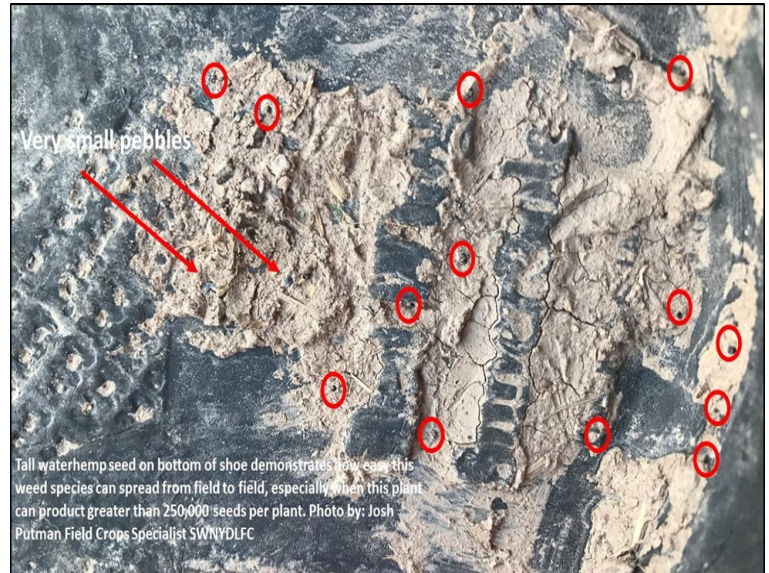 Very small pebbles
Tall waterhemp seed on bottom of shoe demonstrates how easy this
weed species can spread from field to field, especially when this plant
can product greater than 250,000 seeds per plant. Photo by: Josh
Putman Field Crops Specialist SWNYDLFC